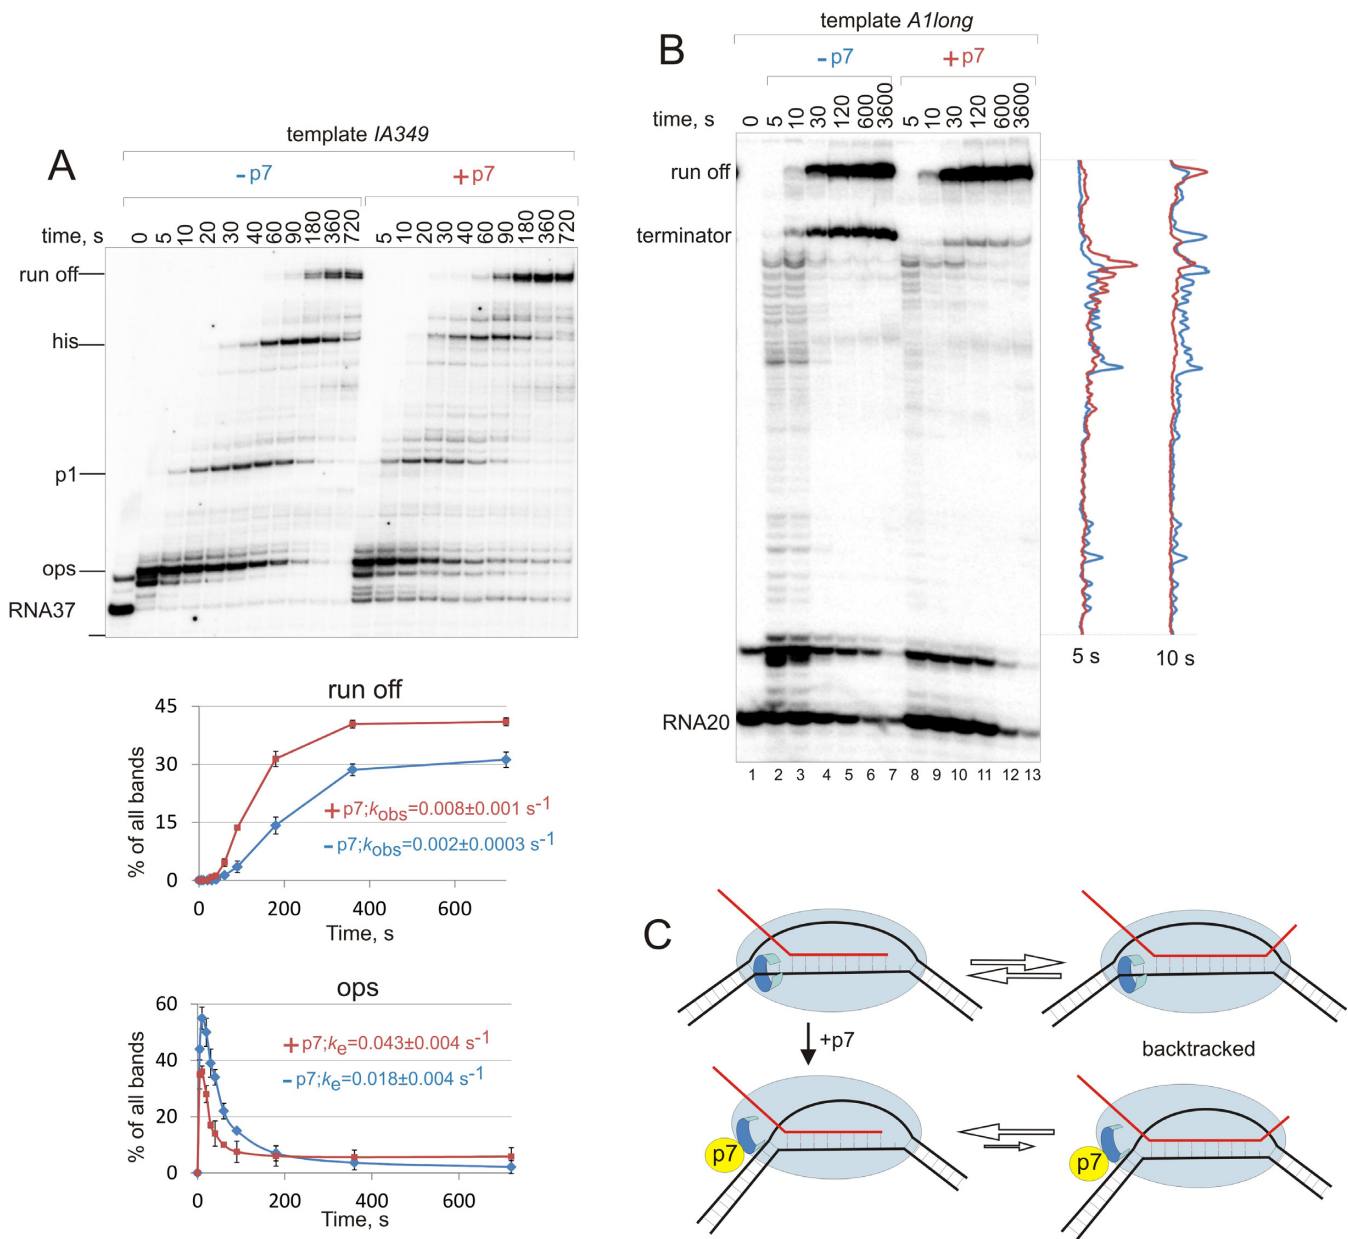 A
template IA349
-p7
+p7
time, s
0 5 10 20 30 40 60 90 180 360 720
5 10 20 30 40 60 90 180 360 720
run off
his
p1
ops
RNA37
run off
% of all bands
45
30
15
0
+p7;kobs=0.008±0.001 s-1
-p7;kobs=0.002±0.0003 s-1
0 200 400 600
Time, s
ops
% of all bands
60
40
20
0
+p7;ke=0.043±0.004 s-1
-p7;ke=0.018±0.004 s-1
0 200 400 600
Time, s
B
template A1long
-p7
+p7
time, s
0 5 10 30 120 600 3600
5 10 30 120 600 3600
run off
terminator
RNA20
1 2 3 4 5 6 7 8 9 10 11 12 13
5 s
10 s
C
+p7
backtracked
p7
p7